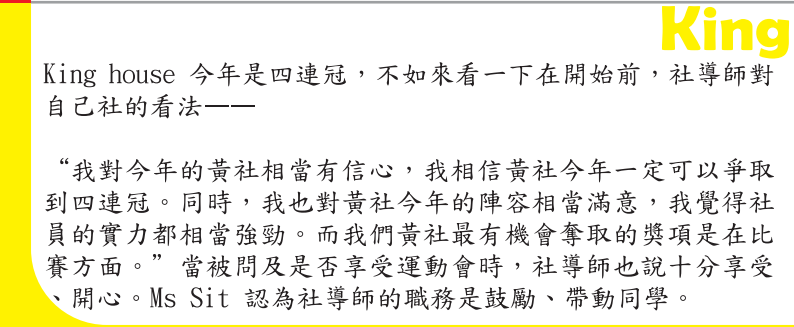 King
King house 今年是四連冠，不如來看一下在開始前，社導師對
自己社的看法——
“我對今年的黃社相當有信心，我相信黃社今年一定可以爭取
到四連冠。同時，我也對黃社今年的陣容相當滿意，我覺得社
員的實力都相當強勁。而我們黃社最有機會奪取的獎項是在比
賽方面。”當被問及是否享受運動會時，社導師也說十分享受
、開心。Ms Sit 認為社導師的職務是鼓勵、帶動同學。